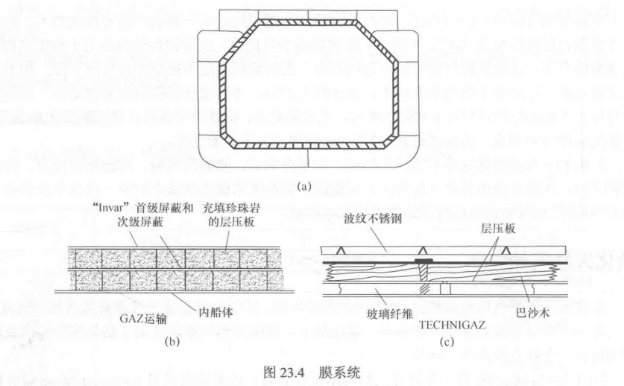 (a)
“Invar”首级屏蔽和
次级屏蔽
充填珍珠岩
的层压板
GAZ运输
内船体
(b)
波纹不锈钢
层压板
玻璃纤维
TECHNIGAZ
巴沙木
(c)
图 23.4 膜系统